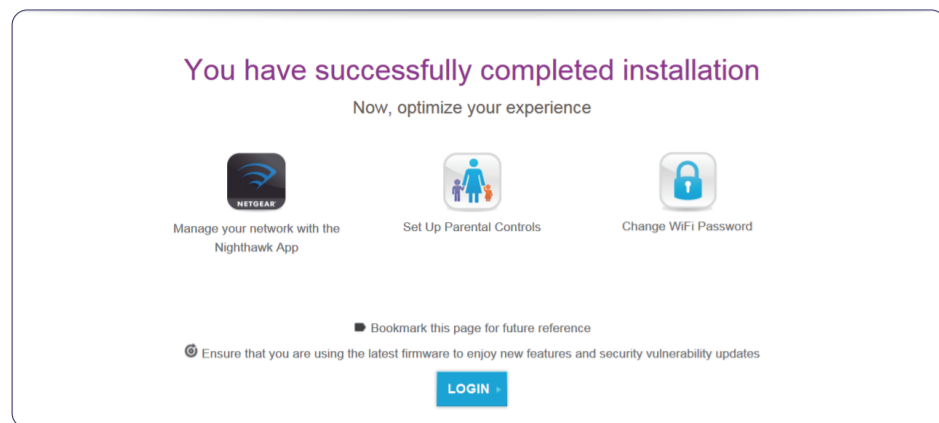 You have successfully completed installation
Now, optimize your experience
NETGEAR
Manage your network with the
Nighthawk App
Set Up Parental Controls
Change WiFi Password
Bookmark this page for future reference
Ensure that you are using the latest firmware to enjoy new features and security vulnerability updates
LOGIN